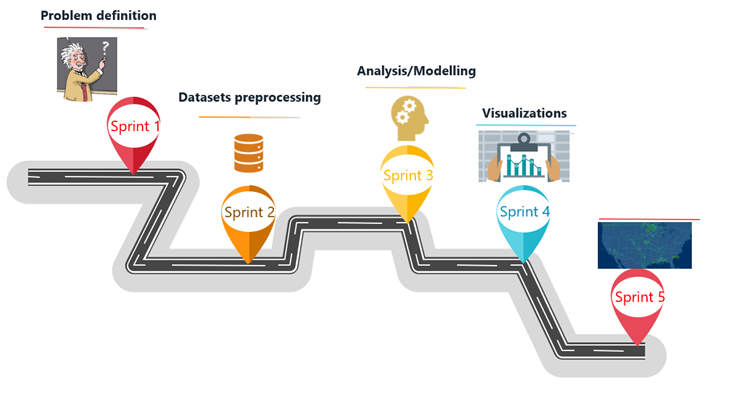 Problem definition
?
Sprint 1
Datasets preprocessing
Sprint 2
Analysis/Modelling
Sprint 3
Visualizations
Sprint 4
Sprint 5